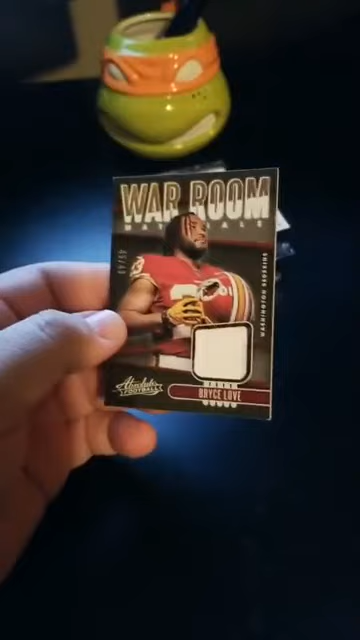 WAR ROOM
MATERIALS
WASHINGTON REDSKINS
Absolute
FOOTBALL
BRYCE LOVE